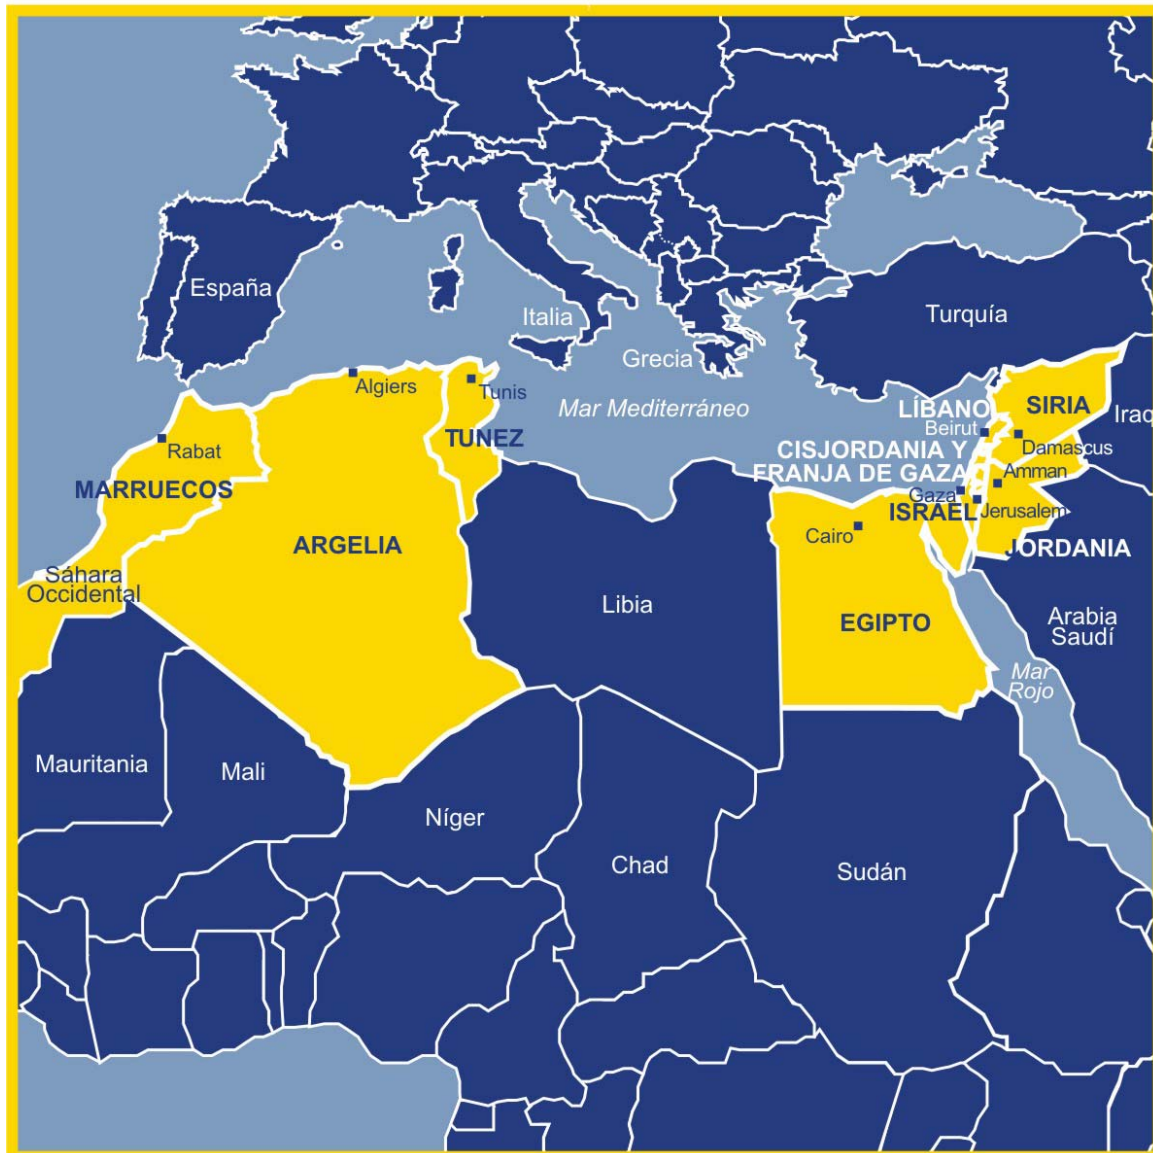 España
Italia
Turquía
Grecia
Algiers
Tunis
Mar Mediterráneo
LÍBANO
SIRIA
Iraq
Beirut
TUNEZ
Rabat
CISJORDANIA Y
FRANJA DE GAZA
Damascus
Amman
MARRUECOS
Gaza
ISRAEL
Jerusalem
Cairo
ARGELIA
JORDANIA
Sáhara
Occidental
Libia
EGIPTO
Arabia
Saudí
Mar
Rojo
Mauritania
Mali
Níger
Chad
Sudán